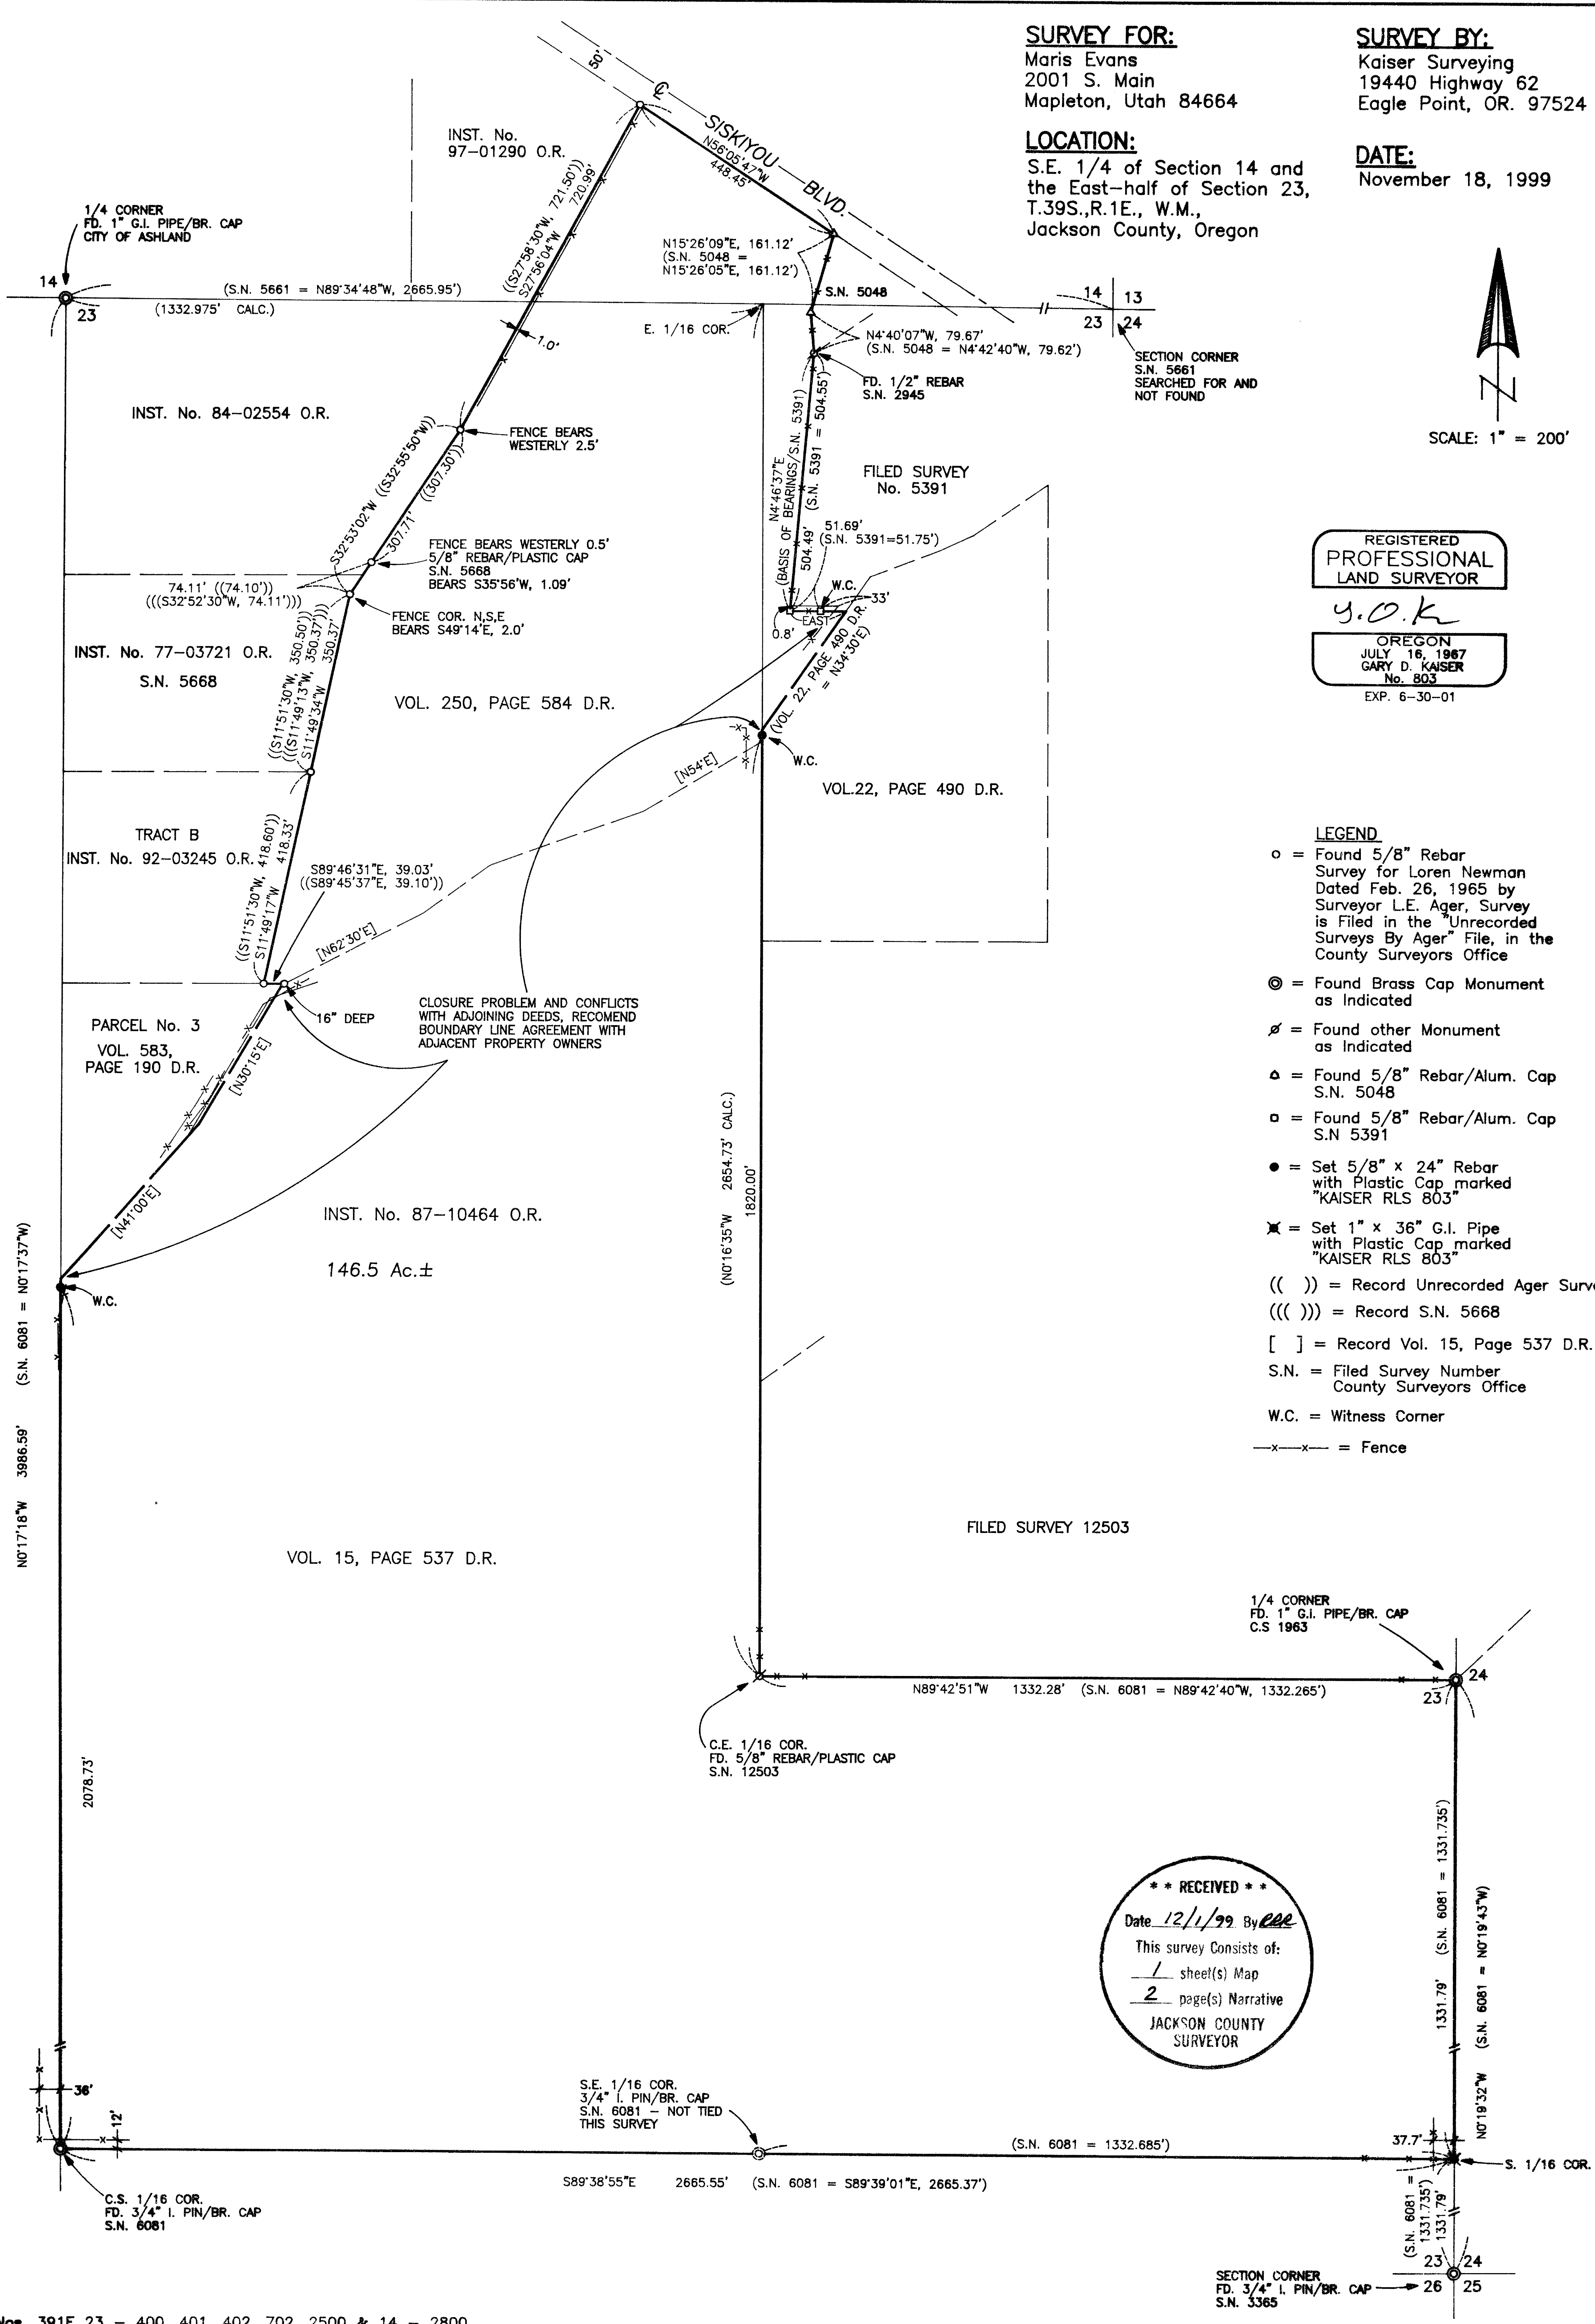 SURVEY FOR:
Maris Evans
2001 S. Main
Mapleton, Utah 84664
SURVEY BY:
Kaiser Surveying
19440 Highway 62
Eagle Point, OR. 97524
LOCATION:
S.E. 1/4 of Section 14 and
the East-half of Section 23,
T.39S.,R.1E., W.M.,
Jackson County, Oregon
DATE:
November 18, 1999
50'
℄
SISKIYOU BLVD.
N56°05'47"W
448.45'
INST. No.
97-01290 O.R.
((S27°58'30"W, 721.50'))
S27°56'04"W 720.99'
1/4 CORNER
FD. 1" G.I. PIPE/BR. CAP
CITY OF ASHLAND
14
23
(S.N. 5661 = N89°34'48"W, 2665.95')
(1332.975' CALC.)
1.0'
N15°26'09"E, 161.12'
(S.N. 5048 =
N15°26'05"E, 161.12')
S.N. 5048
E. 1/16 COR.
N4°40'07"W, 79.67'
(S.N. 5048 = N4°42'40"W, 79.62')
14 13
23 24
SECTION CORNER
S.N. 5661
SEARCHED FOR AND
NOT FOUND
N
SCALE: 1" = 200'
FD. 1/2" REBAR
S.N. 2945
INST. No. 84-02554 O.R.
FENCE BEARS
WESTERLY 2.5'
FILED SURVEY
No. 5391
N4°46'37"E
(BASIS OF BEARINGS/S.N. 5391)
504.49' (S.N. 5391 = 504.55')
51.69'
(S.N. 5391=51.75')
W.C.
33'
EAST
0.8'
S32°53'02"W ((S32°55'50"W))
307.71' ((307.30'))
FENCE BEARS WESTERLY 0.5'
5/8" REBAR/PLASTIC CAP
S.N. 5668
BEARS S35°56'W, 1.09'
74.11' ((74.10'))
(((S32°52'30"W, 74.11')))
FENCE COR. N,S,E
BEARS S49°14'E, 2.0'
INST. No. 77-03721 O.R.
S.N. 5668
((S11°51'30"W, 350.50'))
(((S11°49'13"W, 350.37')))
S11°49'34"W 350.37'
VOL. 250, PAGE 584 D.R.
(VOL. 22, PAGE 490 D.R.
= N34°30'E)
W.C.
[N54°E]
VOL.22, PAGE 490 D.R.
REGISTERED
PROFESSIONAL
LAND SURVEYOR
OREGON
JULY 16, 1967
GARY D. KAISER
No. 803
EXP. 6-30-01
TRACT B
INST. No. 92-03245 O.R.
((S11°51'30"W, 418.60'))
S11°49'17"W 418.33'
S89°46'31"E, 39.03'
((S89°45'37"E, 39.10'))
[N62°30'E]
16" DEEP
CLOSURE PROBLEM AND CONFLICTS
WITH ADJOINING DEEDS, RECOMEND
BOUNDARY LINE AGREEMENT WITH
ADJACENT PROPERTY OWNERS
PARCEL No. 3
VOL. 583,
PAGE 190 D.R.
[N30°15'E]
[N41°00'E]
W.C.
INST. No. 87-10464 O.R.
146.5 Ac.±
(N0°16'35"W 2654.73' CALC.)
1820.00'
LEGEND
o = Found 5/8" Rebar
Survey for Loren Newman
Dated Feb. 26, 1965 by
Surveyor L.E. Ager, Survey
is Filed in the "Unrecorded
Surveys By Ager" File, in the
County Surveyors Office
◎ = Found Brass Cap Monument
as Indicated
ø = Found other Monument
as Indicated
△ = Found 5/8" Rebar/Alum. Cap
S.N. 5048
□ = Found 5/8" Rebar/Alum. Cap
S.N 5391
● = Set 5/8" x 24" Rebar
with Plastic Cap marked
"KAISER RLS 803"
= Set 1" x 36" G.I. Pipe
with Plastic Cap marked
"KAISER RLS 803"
(( )) = Record Unrecorded Ager Surve
((( ))) = Record S.N. 5668
[ ] = Record Vol. 15, Page 537 D.R.
S.N. = Filed Survey Number
County Surveyors Office
W.C. = Witness Corner
—x—x— = Fence
N0°17'18"W 3986.59' (S.N. 6081 = N0°17'37"W)
VOL. 15, PAGE 537 D.R.
FILED SURVEY 12503
1/4 CORNER
FD. 1" G.I. PIPE/BR. CAP
C.S 1963
23 24
N89°42'51"W 1332.28' (S.N. 6081 = N89°42'40"W, 1332.265')
C.E. 1/16 COR.
FD. 5/8" REBAR/PLASTIC CAP
S.N. 12503
2078.73'
1331.79' (S.N. 6081 = 1331.735')
N0°19'32"W (S.N. 6081 = N0°19'43"W)
* * RECEIVED * *
Date 12/1/99 By
This survey Consists of:
1 sheet(s) Map
2 page(s) Narrative
JACKSON COUNTY
SURVEYOR
36'
12'
S.E. 1/16 COR.
3/4" I. PIN/BR. CAP
S.N. 6081 - NOT TIED
THIS SURVEY
(S.N. 6081 = 1332.685')
37.7'
S. 1/16 COR.
S89°38'55"E 2665.55' (S.N. 6081 = S89°39'01"E, 2665.37')
C.S. 1/16 COR.
FD. 3/4" I. PIN/BR. CAP
S.N. 6081
(S.N. 6081 =
1331.735')
1331.79'
23 24
26 25
SECTION CORNER
FD. 3/4" I. PIN/BR. CAP
S.N. 3365
391E 23 - 400, 401, 402, 702, 2500 & 14 - 2800